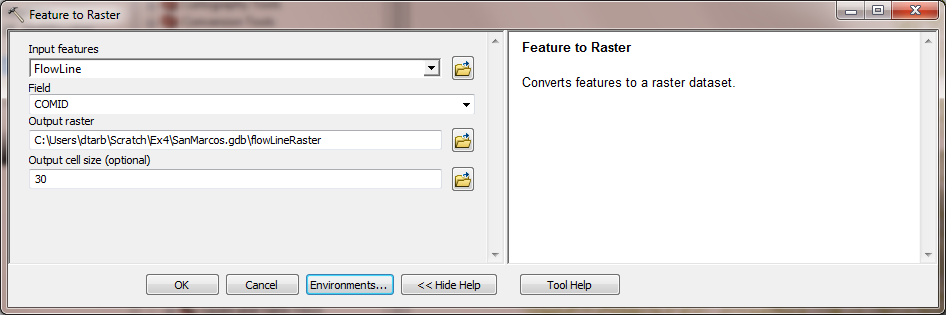 Feature to Raster
Input features
FlowLine
Field
COMID
Output raster
C:\Users\dtarb\Scratch\Ex4\SanMarcos.gdb\flowLineRaster
Output cell size (optional)
30
OK
Cancel
Environments...
<< Hide Help
Feature to Raster
Converts features to a raster dataset.
Tool Help